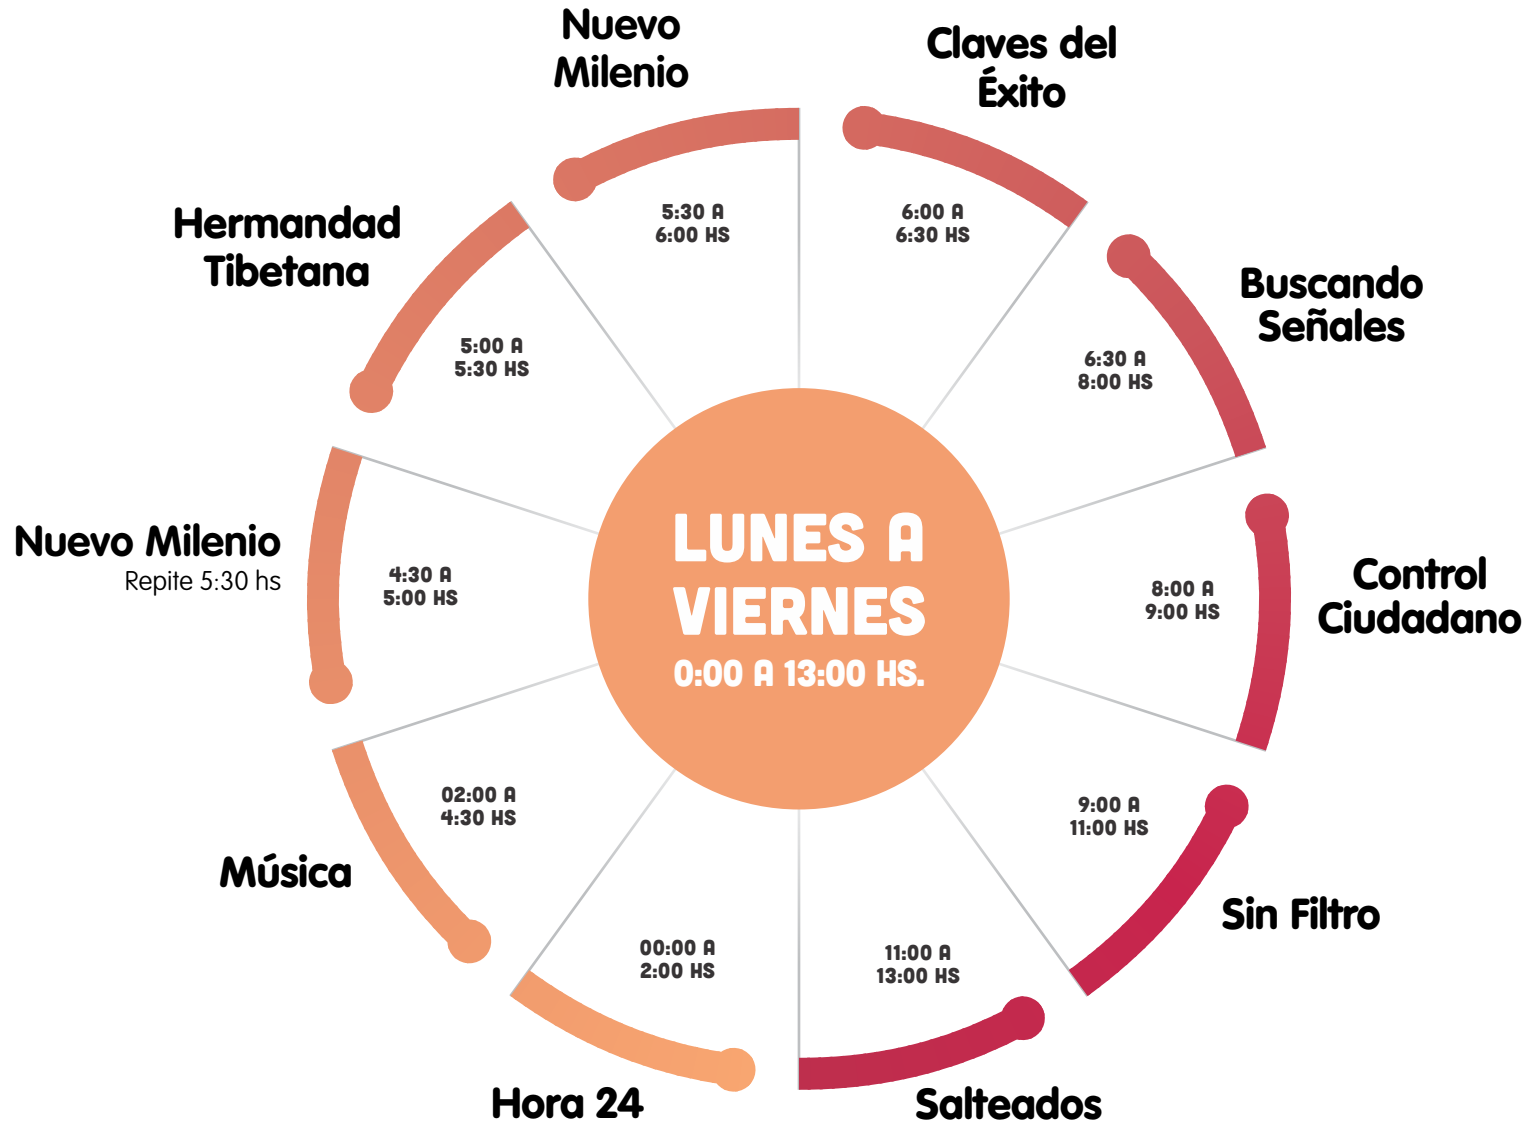 Nuevo
Milenio
5:30 A
6:00 HS
Claves del
Éxito
6:00 A
6:30 HS
Buscando
Señales
6:30 A
8:00 HS
Control
Ciudadano
8:00 A
9:00 HS
Sin Filtro
9:00 A
11:00 HS
Salteados
11:00 A
13:00 HS
Hora 24
00:00 A
2:00 HS
Música
02:00 A
4:30 HS
Nuevo Milenio
Repite 5:30 hs
4:30 A
5:00 HS
Hermandad
Tibetana
5:00 A
5:30 HS
LUNES A
VIERNES
0:00 A 13:00 HS.